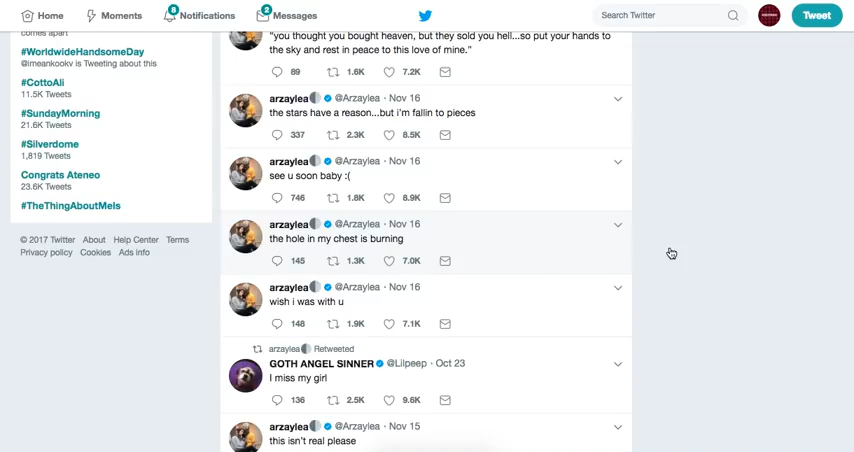 Home Moments 8 Notifications 2 Messages Search Twitter Tweet
comes apart
#WorldwideHandsomeDay
@imeankookv is Tweeting about this
#CottoAli
11.5K Tweets
#SundayMorning
21.6K Tweets
#Silverdome
1,819 Tweets
Congrats Ateneo
23.6K Tweets
#TheThingAboutMels
© 2017 Twitter About Help Center Terms
Privacy policy Cookies Ads info
"you thought you bought heaven, but they sold you hell...so put your hands to
the sky and rest in peace to this love of mine."
89 1.6K 7.2K
arzaylea @Arzaylea · Nov 16
the stars have a reason...but i'm fallin to pieces
337 2.3K 8.5K
arzaylea @Arzaylea · Nov 16
see u soon baby :(
746 1.8K 8.9K
arzaylea @Arzaylea · Nov 16
the hole in my chest is burning
145 1.3K 7.0K
arzaylea @Arzaylea · Nov 16
wish i was with u
148 1.9K 7.1K
arzaylea Retweeted
GOTH ANGEL SINNER @Lilpeep · Oct 23
I miss my girl
136 2.5K 9.6K
arzaylea @Arzaylea · Nov 15
this isn't real please